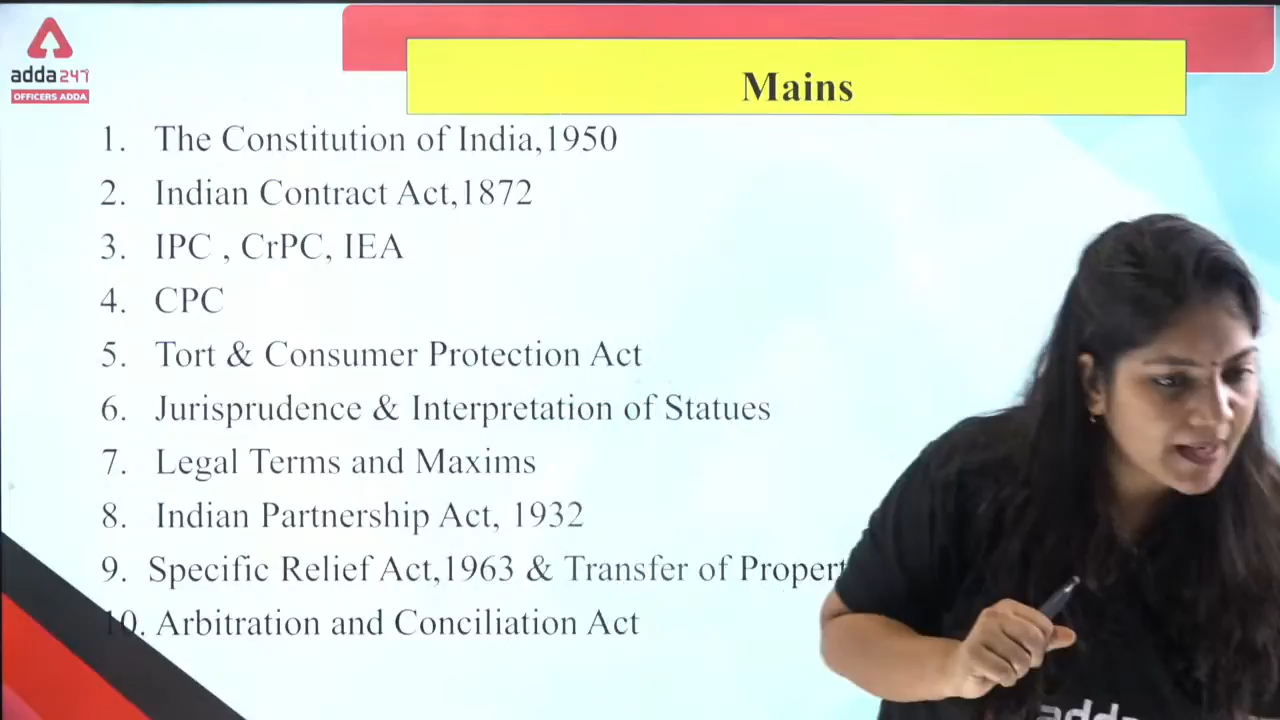 adda247
OFFICERS ADDA
Mains
1. The Constitution of India,1950
2. Indian Contract Act,1872
3. IPC , CrPC, IEA
4. CPC
5. Tort & Consumer Protection Act
6. Jurisprudence & Interpretation of Statues
7. Legal Terms and Maxims
8. Indian Partnership Act, 1932
9. Specific Relief Act,1963 & Transfer of
10. Arbitration and Conciliation Act